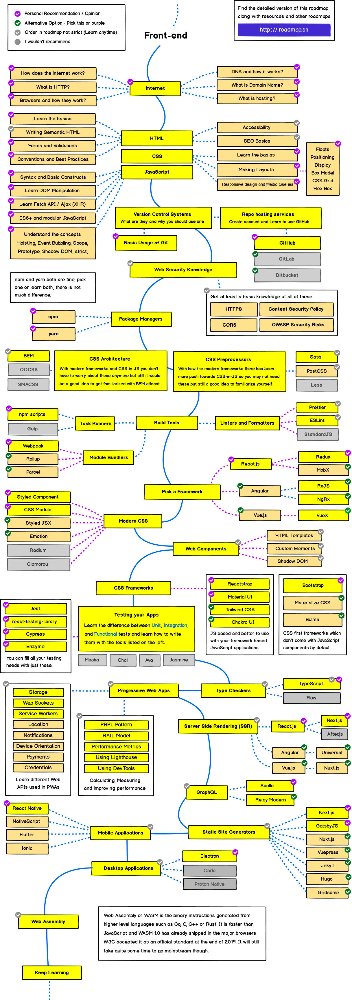 Personal Recommendation / Opinion
Alternative Option - Pick this or purple
Order in roadmap not strict (Learn anytime)
I wouldn't recommend
Find the detailed version of this roadmap
along with resources and other roadmaps
http://roadmap.sh
Front-end
How does the internet work?
What is HTTP?
Browsers and how they work?
Internet
DNS and how it works?
What is Domain Name?
What is hosting?
Learn the basics
Writing Semantic HTML
Forms and Validations
Conventions and Best Practices
HTML
Accessibility
SEO Basics
CSS
Learn the basics
Making Layouts
Responsive design and Media Queries
Floats
Positioning
Display
Box Model
CSS Grid
Flex Box
JavaScript
Syntax and Basic Constructs
Learn DOM Manipulation
Learn Fetch API / Ajax (XHR)
ES6+ and modular JavaScript
Understand the concepts
Hoisting, Event Bubbling, Scope,
Prototype, Shadow DOM, strict,
Version Control Systems
What are they and why you should use one
Basic Usage of Git
Repo hosting services
Create account and Learn to use GitHub
GitHub
GitLab
Bitbucket
Web Security Knowledge
Get at least a basic knowledge of all of these
HTTPS
Content Security Policy
CORS
OWASP Security Risks
npm and yarn both are fine, pick
one or learn both, there is not
much difference.
npm
yarn
Package Managers
BEM
OOCSS
SMACSS
CSS Architecture
With modern frameworks and CSS-in-JS you don't
have to worry about these anymore but still it would
be a good idea to get familiarized with BEM atleast.
CSS Preprocessors
With how the modern frameworks there has been
more push towards CSS-in-JS so you may not need
these but still a good idea to familiarize yourself.
Sass
PostCSS
Less
npm scripts
Gulp
Task Runners
Build Tools
Linters and Formatters
Prettier
ESLint
StandardJS
Webpack
Rollup
Parcel
Module Bundlers
Pick a Framework
React.js
Redux
MobX
Angular
RxJS
NgRx
Vue.js
VueX
Styled Component
CSS Module
Styled JSX
Emotion
Radium
Glamorou
Modern CSS
Web Components
HTML Templates
Custom Elements
Shadow DOM
CSS Frameworks
Reactstrap
Material UI
Tailwind CSS
Chakra UI
JS based and better to use
with your framework based
JavaScript applications.
Bootstrap
Materialize CSS
Bulma
CSS first frameworks which
don't come with JavaScript
components by default.
Jest
react-testing-library
Cypress
Enzyme
You can fill all your testing
needs with just these.
Testing your Apps
Learn the difference between Unit, Integration,
and Functional tests and learn how to write
them with the tools listed on the left.
Mocha
Chai
Ava
Jasmine
Type Checkers
TypeScript
Flow
Progressive Web Apps
Storage
Web Sockets
Service Workers
Location
Notifications
Device Orientation
Payments
Credentials
Learn different Web
APIs used in PWAs
PRPL Pattern
RAIL Model
Performance Metrics
Using Lighthouse
Using DevTools
Calculating, Measuring
and improving performance
Server Side Rendering (SSR)
React.js
Next.js
After.js
Angular
Universal
Vue.js
Nuxt.js
GraphQL
Apollo
Relay Modern
Static Site Generators
Next.js
GatsbyJS
Nuxt.js
Vuepress
Jekyll
Hugo
Gridsome
React Native
NativeScript
Flutter
Ionic
Mobile Applications
Desktop Applications
Electron
Carlo
Proton Native
Web Assembly
Web Assembly or WASM is the binary instructions generated from
higher level languages such as Go, C, C++ or Rust. It is faster than
JavaScript and WASM 1.0 has already shipped in the major browsers
W3C accepted it as an official standard at the end of 2019. It will still
take quite some time to go mainstream though.
Keep Learning